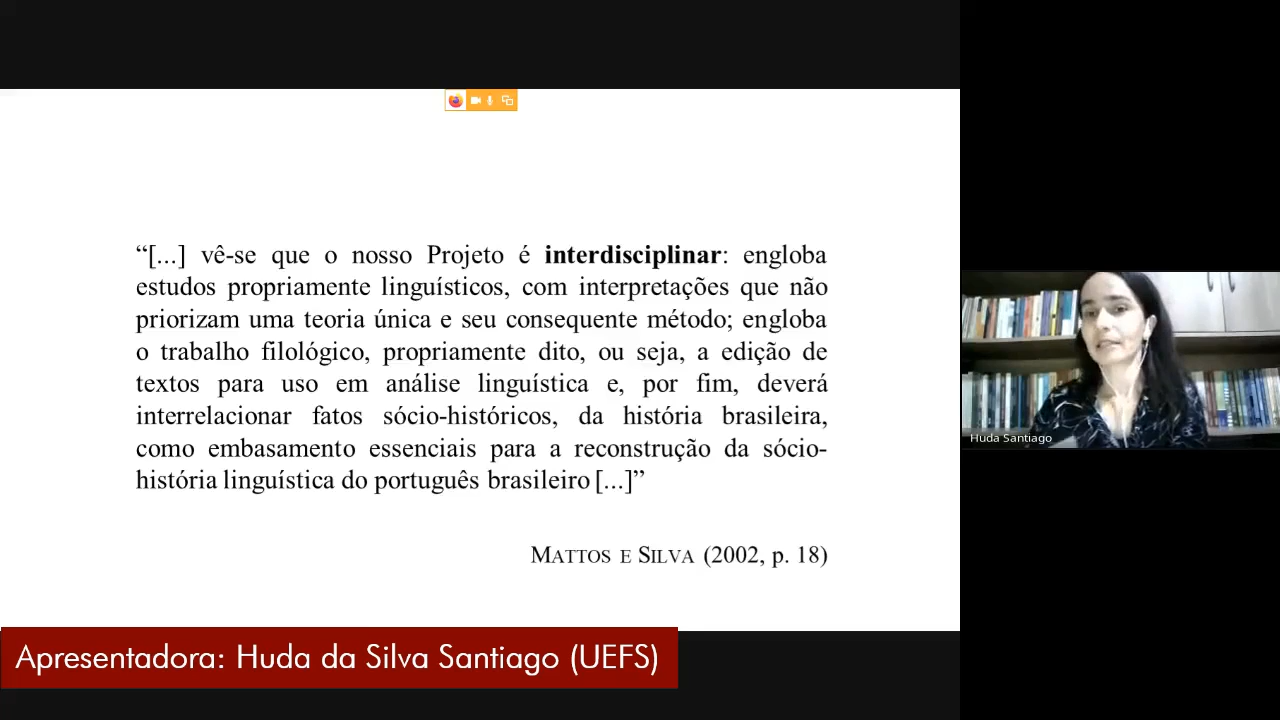 “[...] vê-se que o nosso Projeto é interdisciplinar: engloba
estudos propriamente linguísticos, com interpretações que não
priorizam uma teoria única e seu consequente método; engloba
o trabalho filológico, propriamente dito, ou seja, a edição de
textos para uso em análise linguística e, por fim, deverá
interrelacionar fatos sócio-históricos, da história brasileira,
como embasamento essenciais para a reconstrução da sócio-
história linguística do português brasileiro [...]”
MATTOS E SILVA (2002, p. 18)
Huda Santiago
Apresentadora: Huda da Silva Santiago (UEFS)